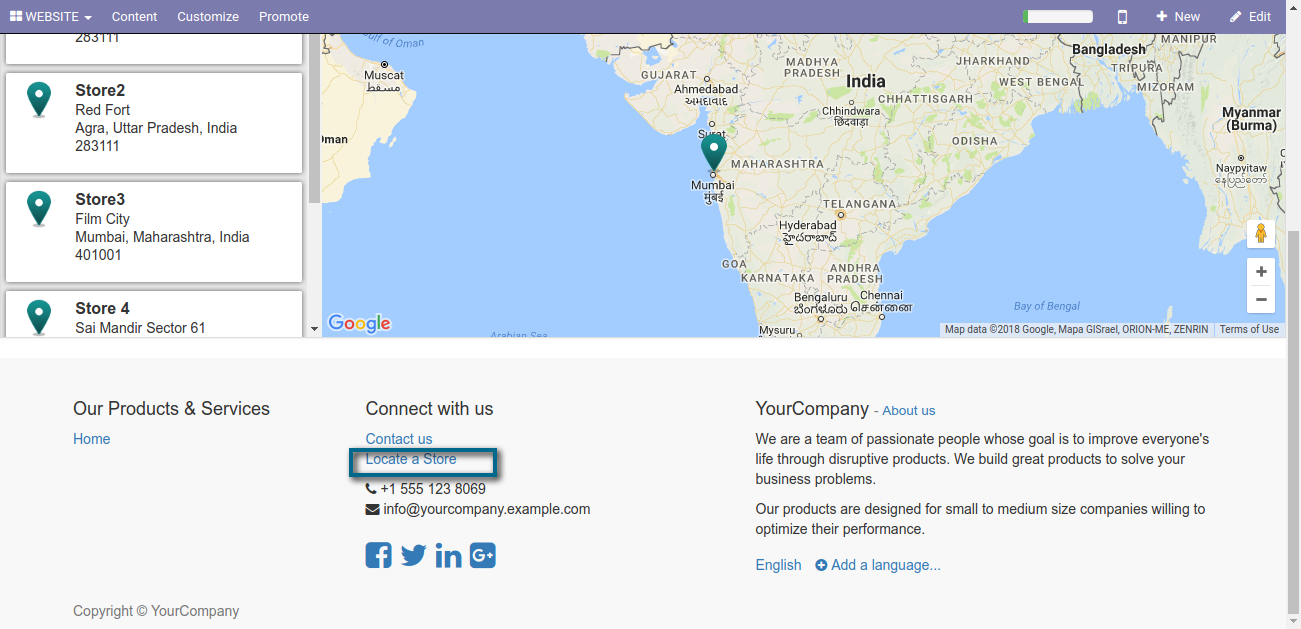 WEBSITE
Content
Customize
Promote
New
Edit
283111
Store2
Red Fort
Agra, Uttar Pradesh, India
283111
Store3
Film City
Mumbai, Maharashtra, India
401001
Store 4
Sai Mandir Sector 61
Gulf of Oman
Muscat
مسقط
Oman
GUJARAT
Ahmedabad
અમદાવાદ
Surat
MADHYA
PRADESH
India
JHARKHAND
WEST BENGAL
Bangladesh
MANIPUR
TRIPURA
MIZORAM
Chhindwara
छिंदवाड़ा
CHHATTISGARH
Myanmar
(Burma)
ODISHA
MAHARASHTRA
Mumbai
मुंबई
Naypyitaw
နေပြည်တော်
TELANGANA
Hyderabad
హైదరాబాద్
GOA
KARNATAKA
ANDHRA
PRADESH
Bengaluru
ಬೆಂಗಳೂರು
Chennai
சென்னை
Mysuru
Arabian Sea
Bay of Bengal
Google
Map data ©2018 Google, Mapa GISrael, ORION-ME, ZENRIN
Terms of Use
Our Products & Services
Home
Connect with us
Contact us
Locate a Store
+1 555 123 8069
info@yourcompany.example.com
YourCompany - About us
We are a team of passionate people whose goal is to improve everyone's
life through disruptive products. We build great products to solve your
business problems.
Our products are designed for small to medium size companies willing to
optimize their performance.
English
Add a language...
Copyright © YourCompany